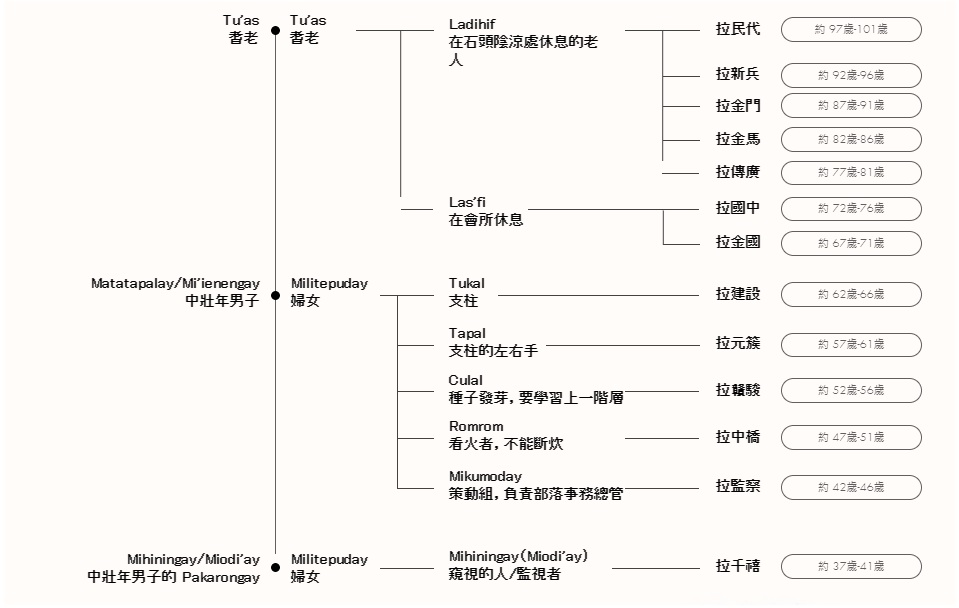 Tu'as
耆老
Tu'as
耆老
Ladihif
在石頭陰涼處休息的老
人
拉民代
約 97歲-101歲
拉新兵
約 92歲-96歲
拉金門
約 87歲-91歲
拉金馬
約 82歲-86歲
拉傳廣
約 77歲-81歲
Las'fi
在會所休息
拉國中
約 72歲-76歲
拉金國
約 67歲-71歲
Matatapalay/Mi'ienengay
中壯年男子
Militepuday
婦女
Tukal
支柱
拉建設
約 62歲-66歲
Tapal
支柱的左右手
拉元簇
約 57歲-61歲
Culal
種子發芽，要學習上一階層
拉贛駿
約 52歲-56歲
Romrom
看火者，不能斷炊
拉中橋
約 47歲-51歲
Mikumoday
策動組，負責部落事務總管
拉監察
約 42歲-46歲
Mihiningay/Miodi'ay
中壯年男子的 Pakarongay
Militepuday
婦女
Mihiningay(Miodi'ay)
窺視的人/監視者
拉千禧
約 37歲-41歲